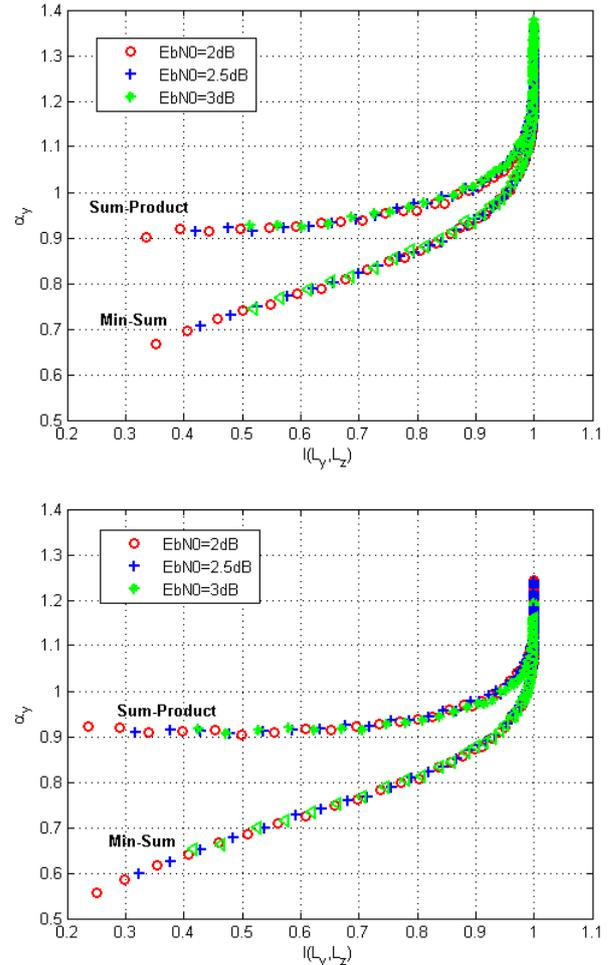 1.4
1.3
1.2
1.1
1
0.9
0.8
0.7
0.6
0.5
α_y
EbN0=2dB
EbN0=2.5dB
EbN0=3dB
Sum-Product
Min-Sum
0.2 0.3 0.4 0.5 0.6 0.7 0.8 0.9 1 1.1
I(L_y,L_z)
1.4
1.3
1.2
1.1
1
0.9
0.8
0.7
0.6
0.5
α_y
EbN0=2dB
EbN0=2.5dB
EbN0=3dB
Sum-Product
Min-Sum
0.2 0.3 0.4 0.5 0.6 0.7 0.8 0.9 1 1.1
I(L_y,L_z)